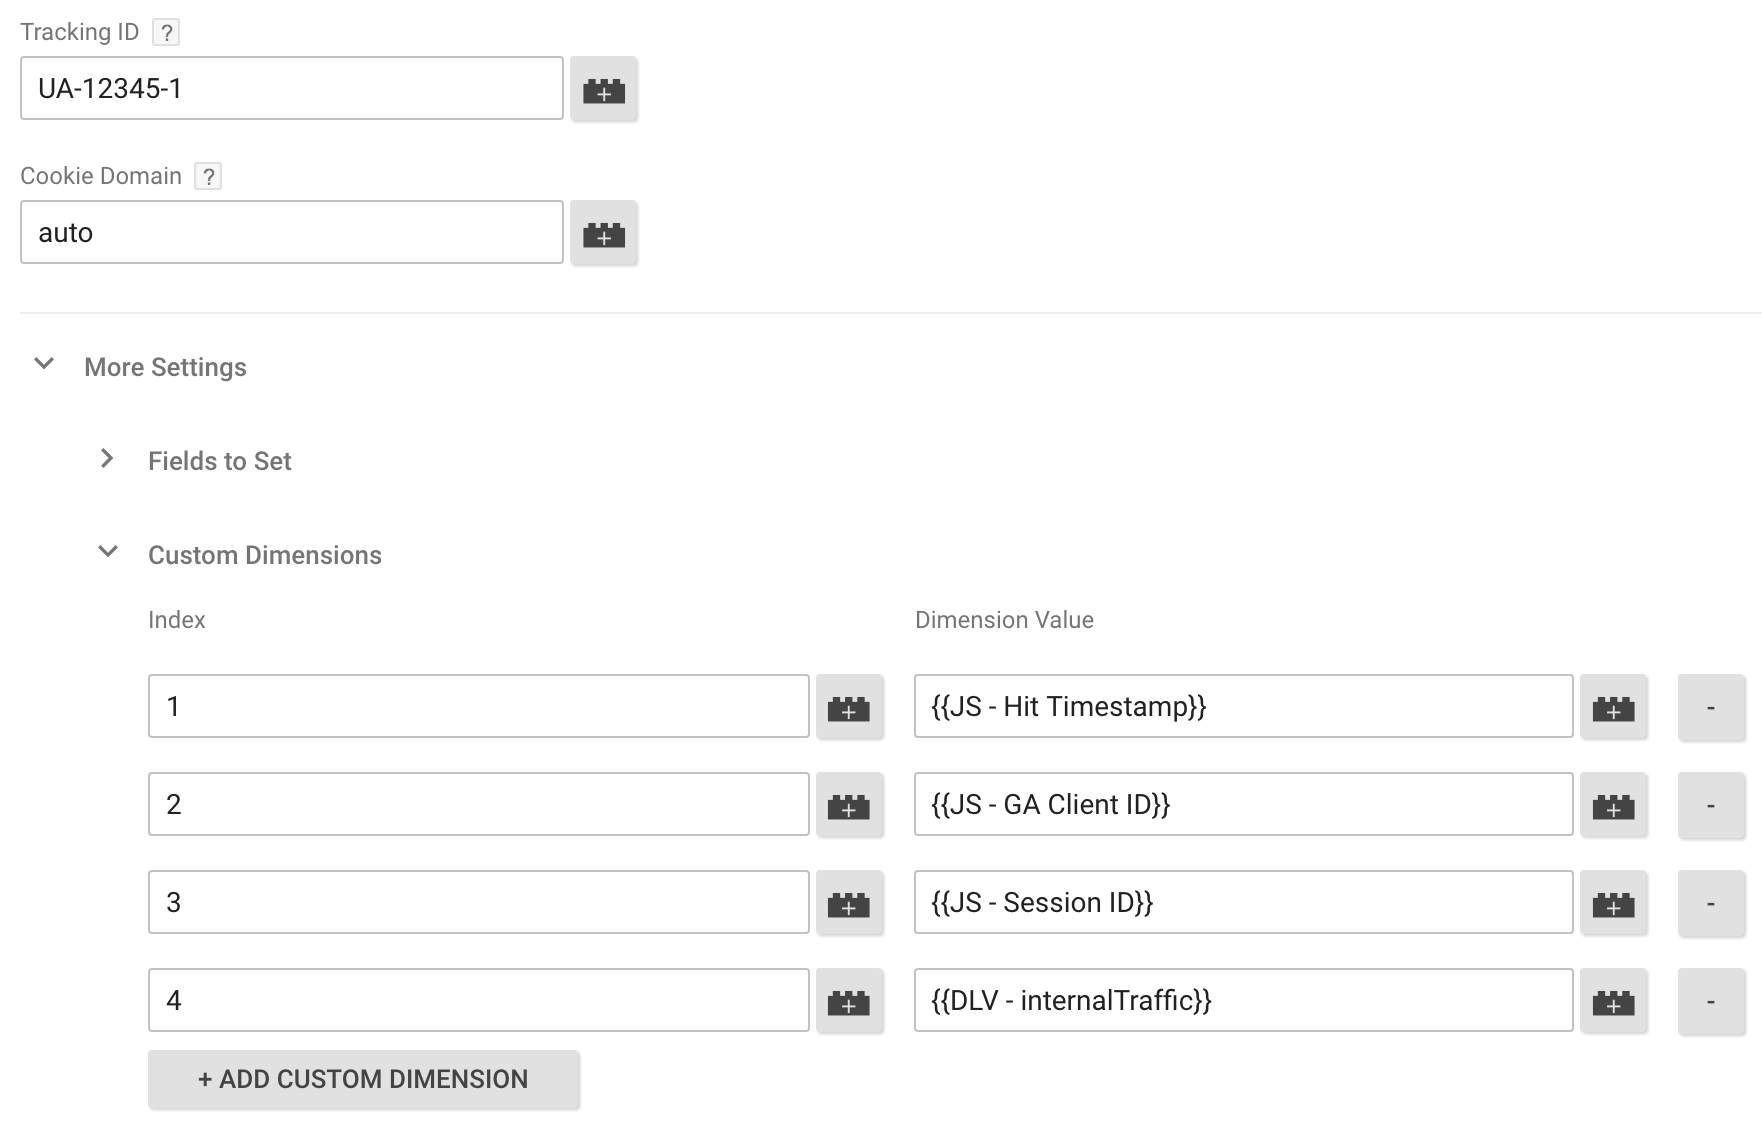 Tracking ID ?
UA-12345-1
Cookie Domain ?
auto
More Settings
Fields to Set
Custom Dimensions
Index Dimension Value
1 {{JS - Hit Timestamp}} -
2 {{JS - GA Client ID}} -
3 {{JS - Session ID}} -
4 {{DLV - internalTraffic}} -
+ ADD CUSTOM DIMENSION